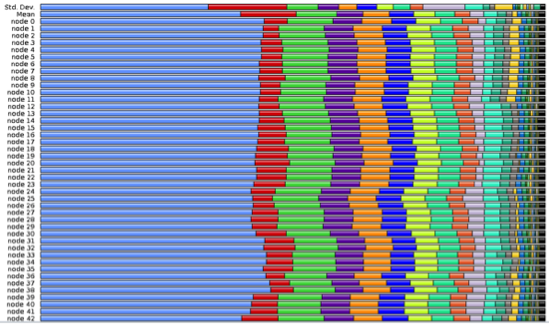 Std. Dev.
Mean
node 0
node 1
node 2
node 3
node 4
node 5
node 6
node 7
node 8
node 9
node 10
node 11
node 12
node 13
node 14
node 15
node 16
node 17
node 18
node 19
node 20
node 21
node 22
node 23
node 24
node 25
node 26
node 27
node 28
node 29
node 30
node 31
node 32
node 33
node 34
node 35
node 36
node 37
node 38
node 39
node 40
node 41
node 42